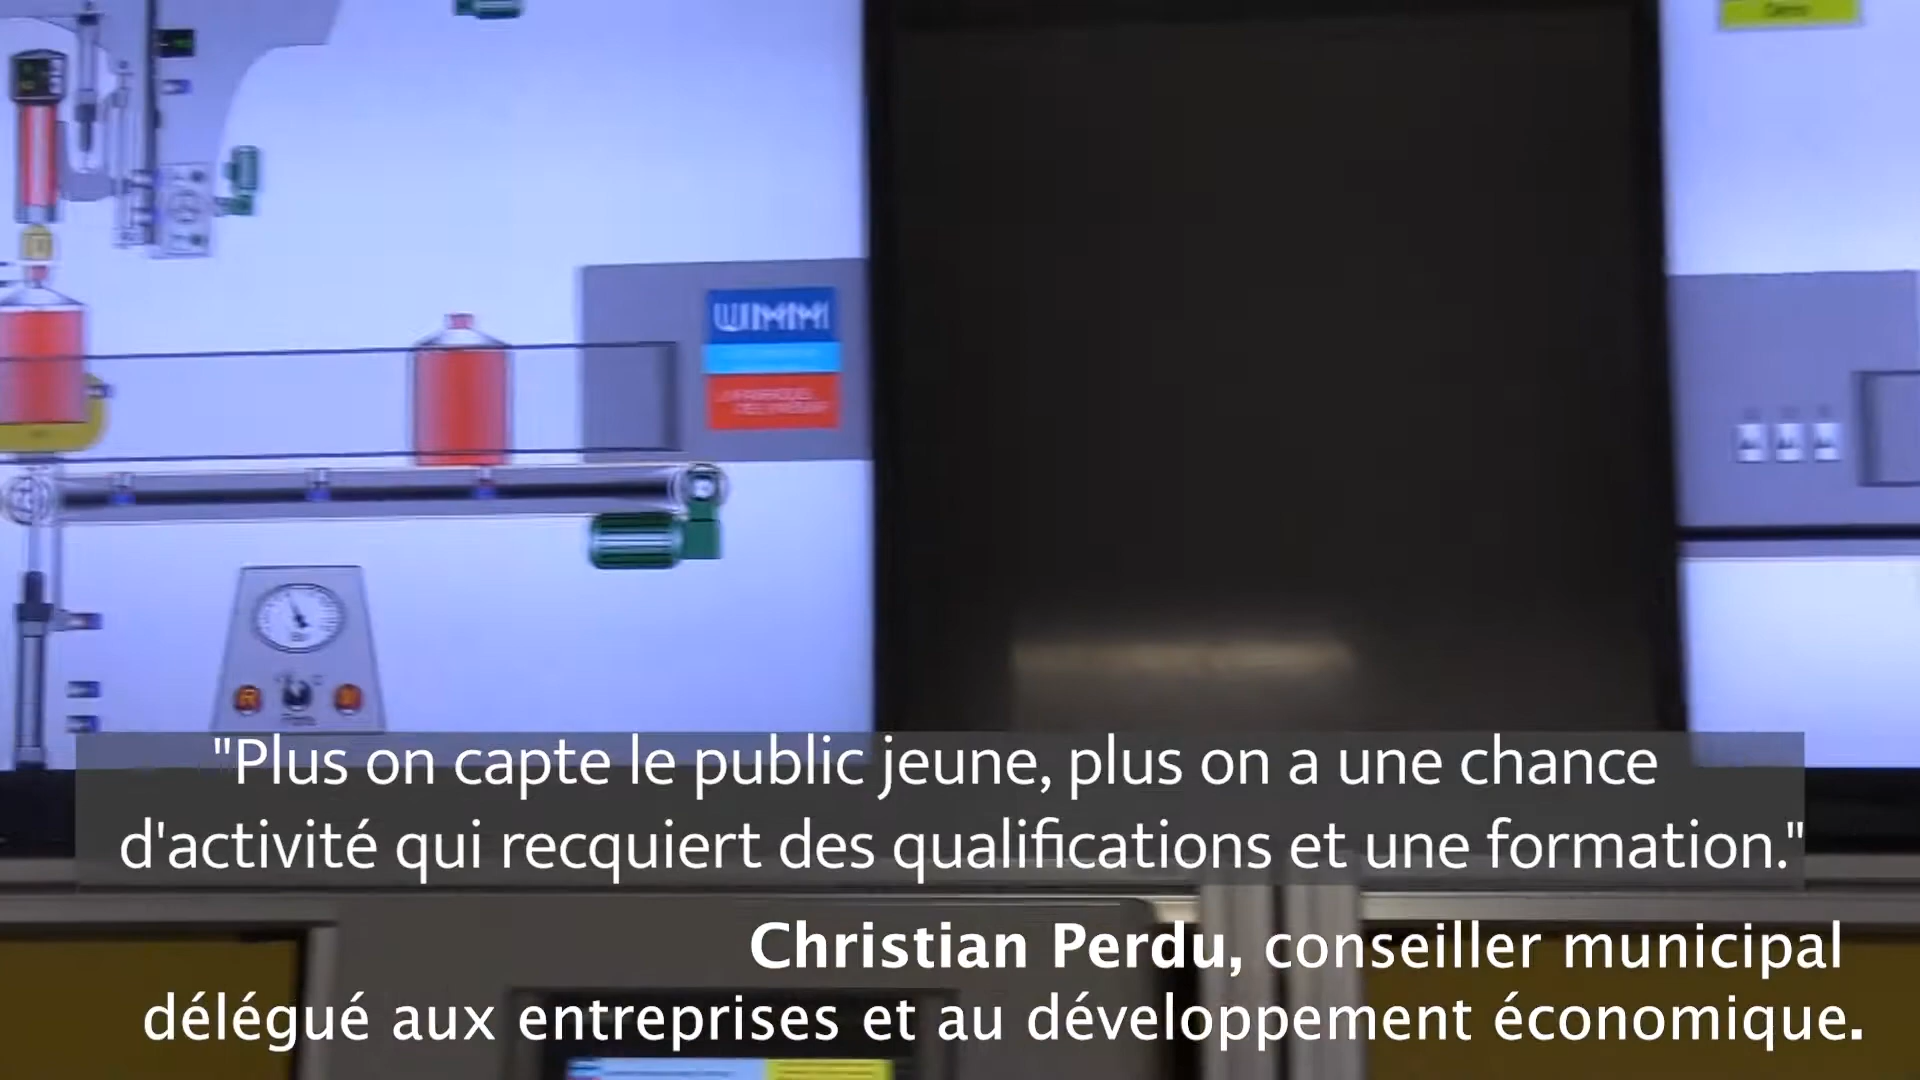 UIMM
"Plus on capte le public jeune, plus on a une chance
d'activité qui recquiert des qualifications et une formation."
Christian Perdu, conseiller municipal
délégué aux entreprises et au développement économique.